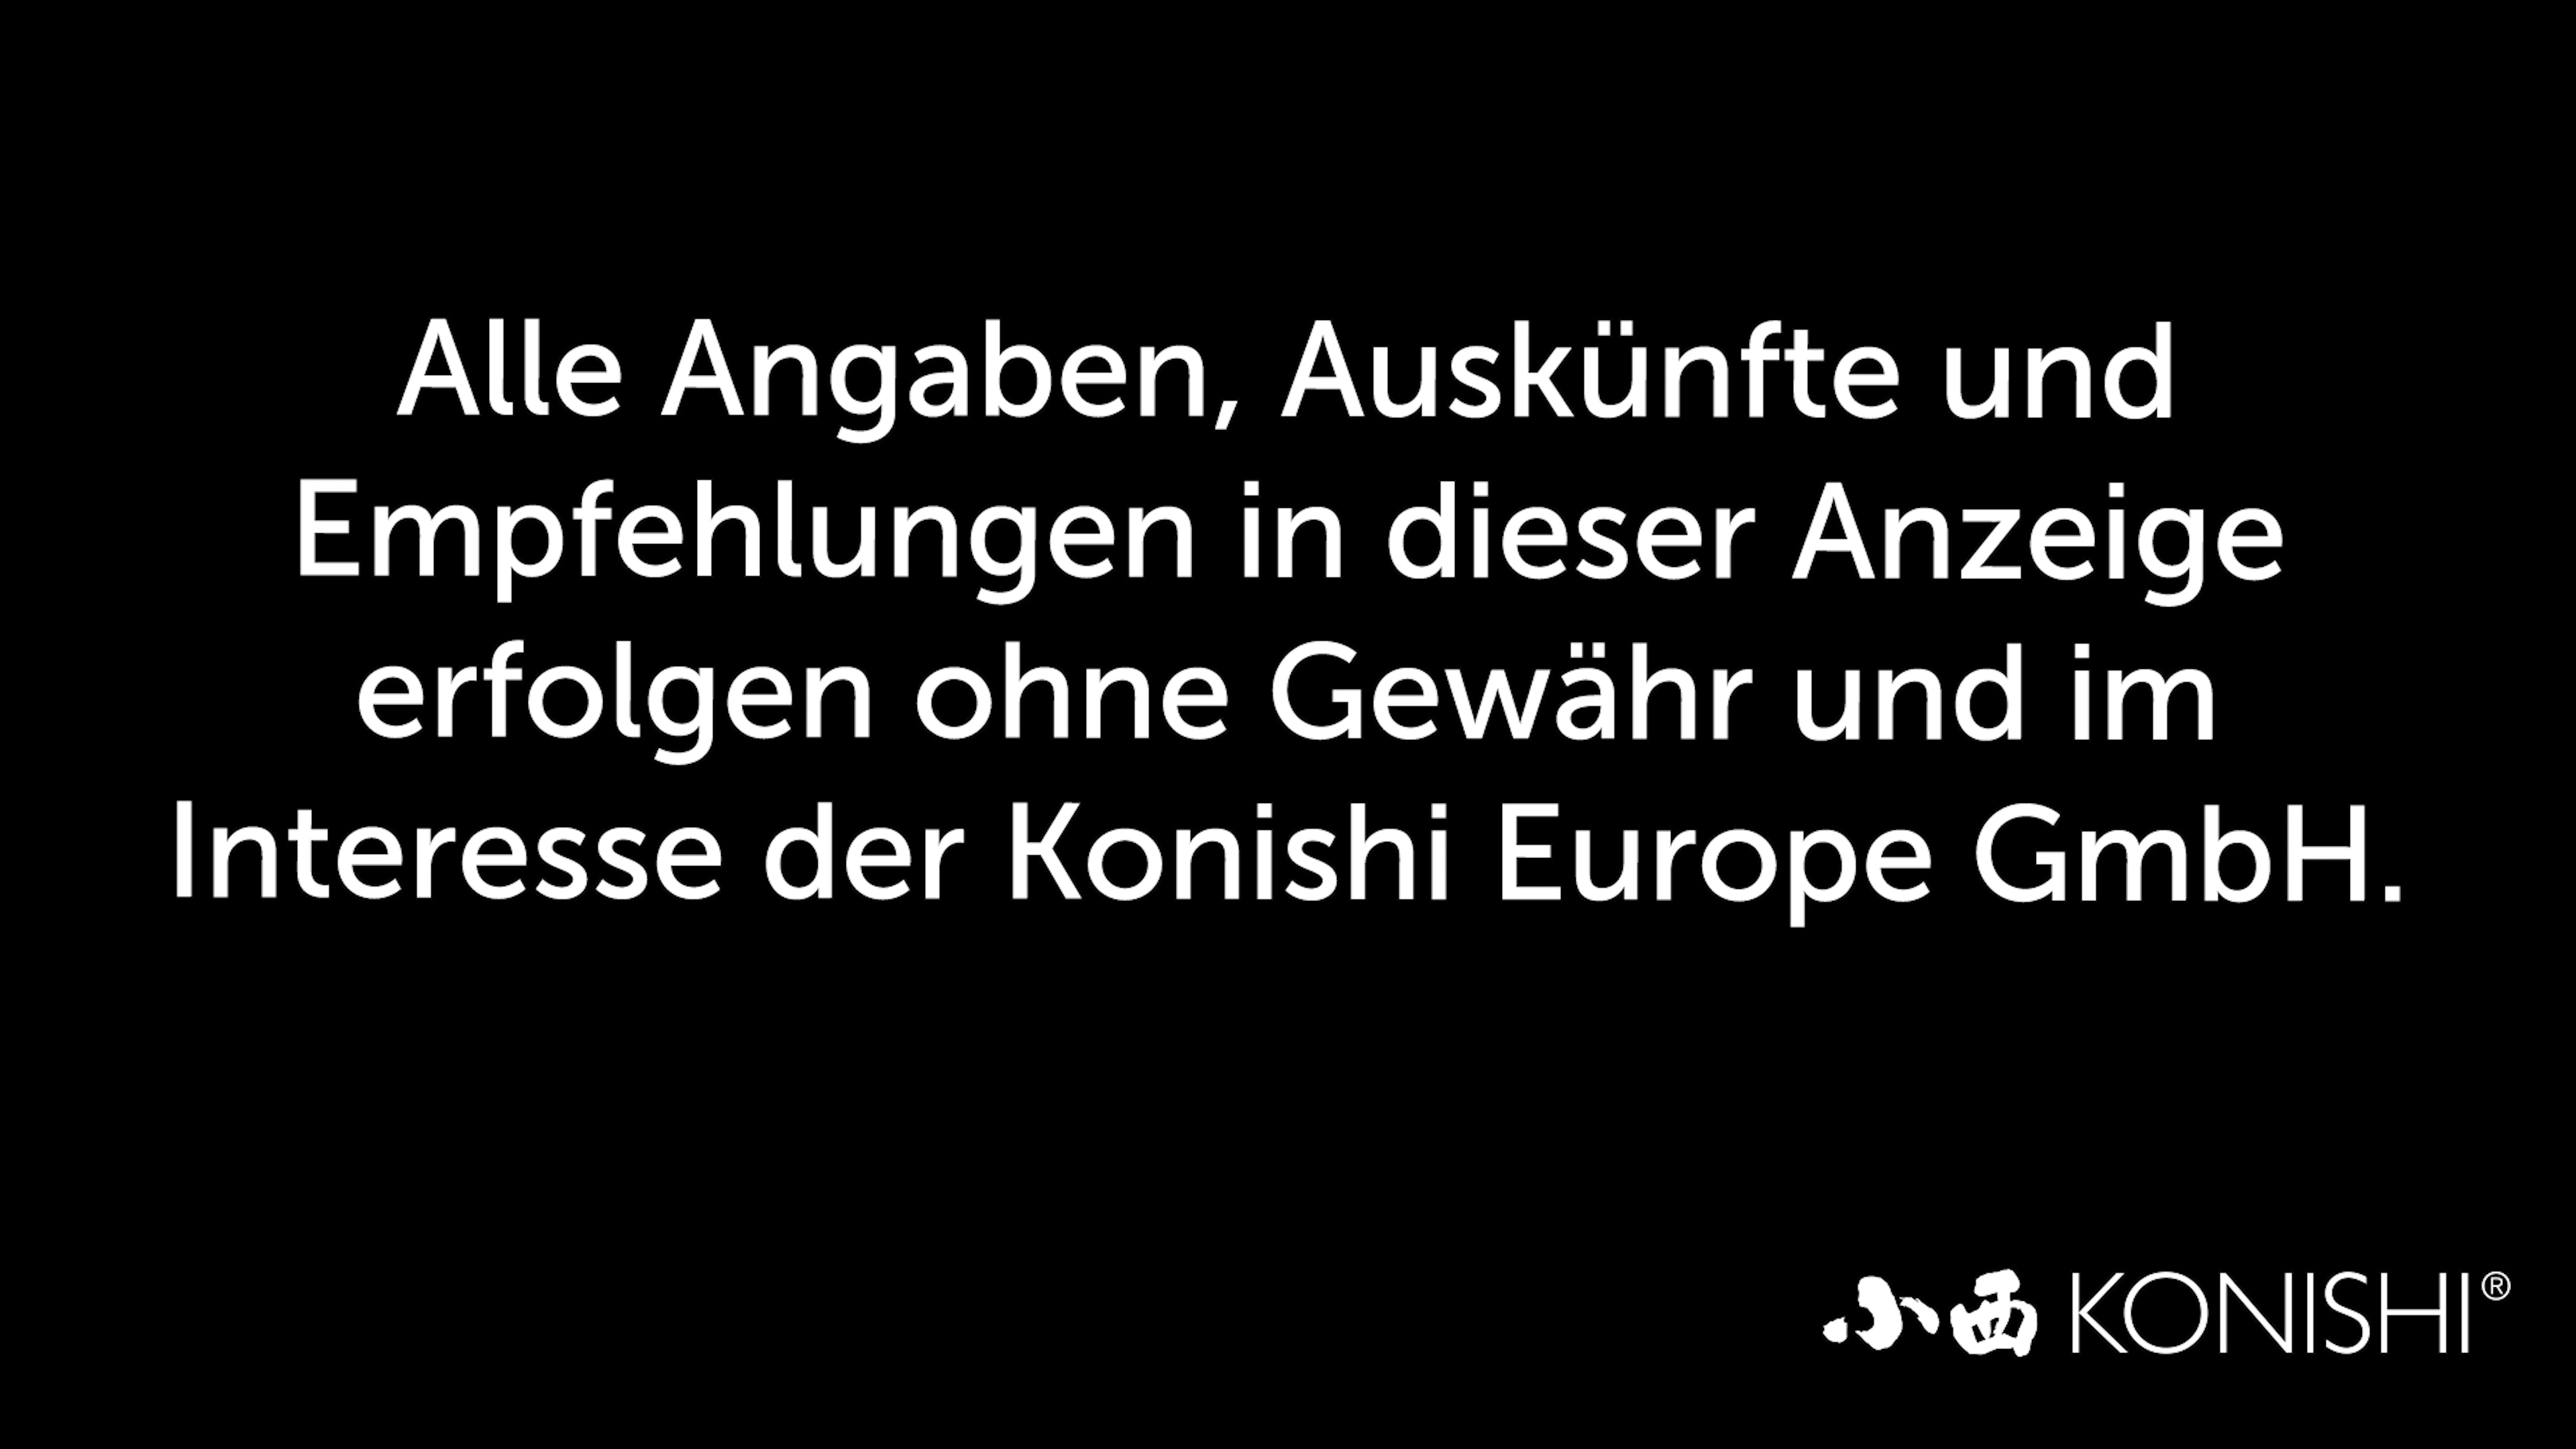 Alle Angaben, Auskünfte und
Empfehlungen in dieser Anzeige
erfolgen ohne Gewähr und im
Interesse der Konishi Europe GmbH.
小西 KONISHI®